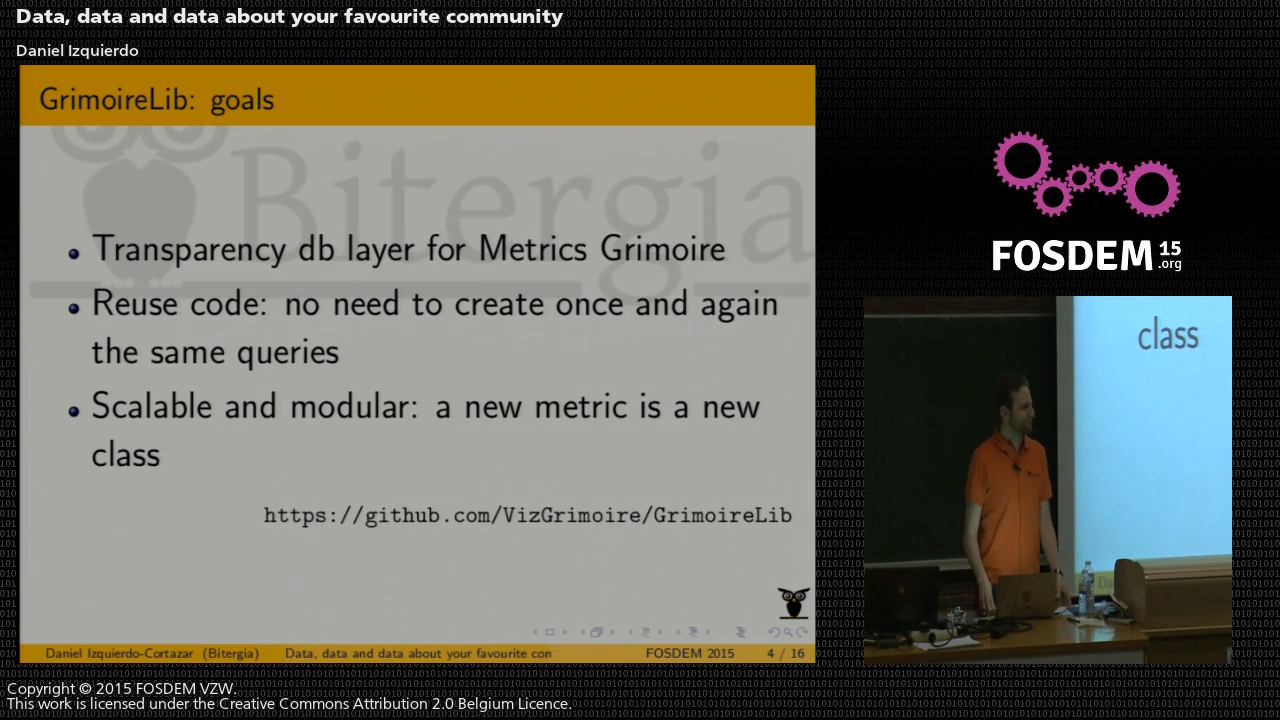 Data, data and data about your favourite community
Daniel Izquierdo
GrimoireLib: goals
Bitergia
Transparency db layer for Metrics Grimoire
Reuse code: no need to create once and again
the same queries
Scalable and modular: a new metric is a new
class
https://github.com/VizGrimoire/GrimoireLib
Daniel Izquierdo-Cortazar (Bitergia)
Data, data and data about your favourite con
FOSDEM 2015
4 / 16
FOSDEM 15
.org
class
Copyright © 2015 FOSDEM VZW.
This work is licensed under the Creative Commons Attribution 2.0 Belgium Licence.